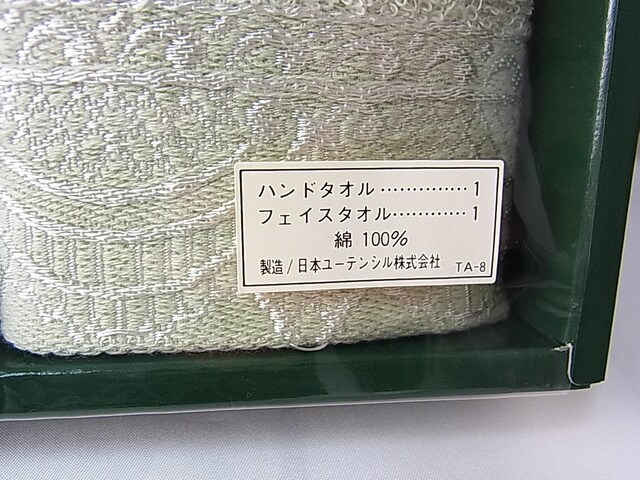 ハンドタオル……………1
フェイスタオル…………1
綿 100%
製造/日本ユーテンシル株式会社 TA-8